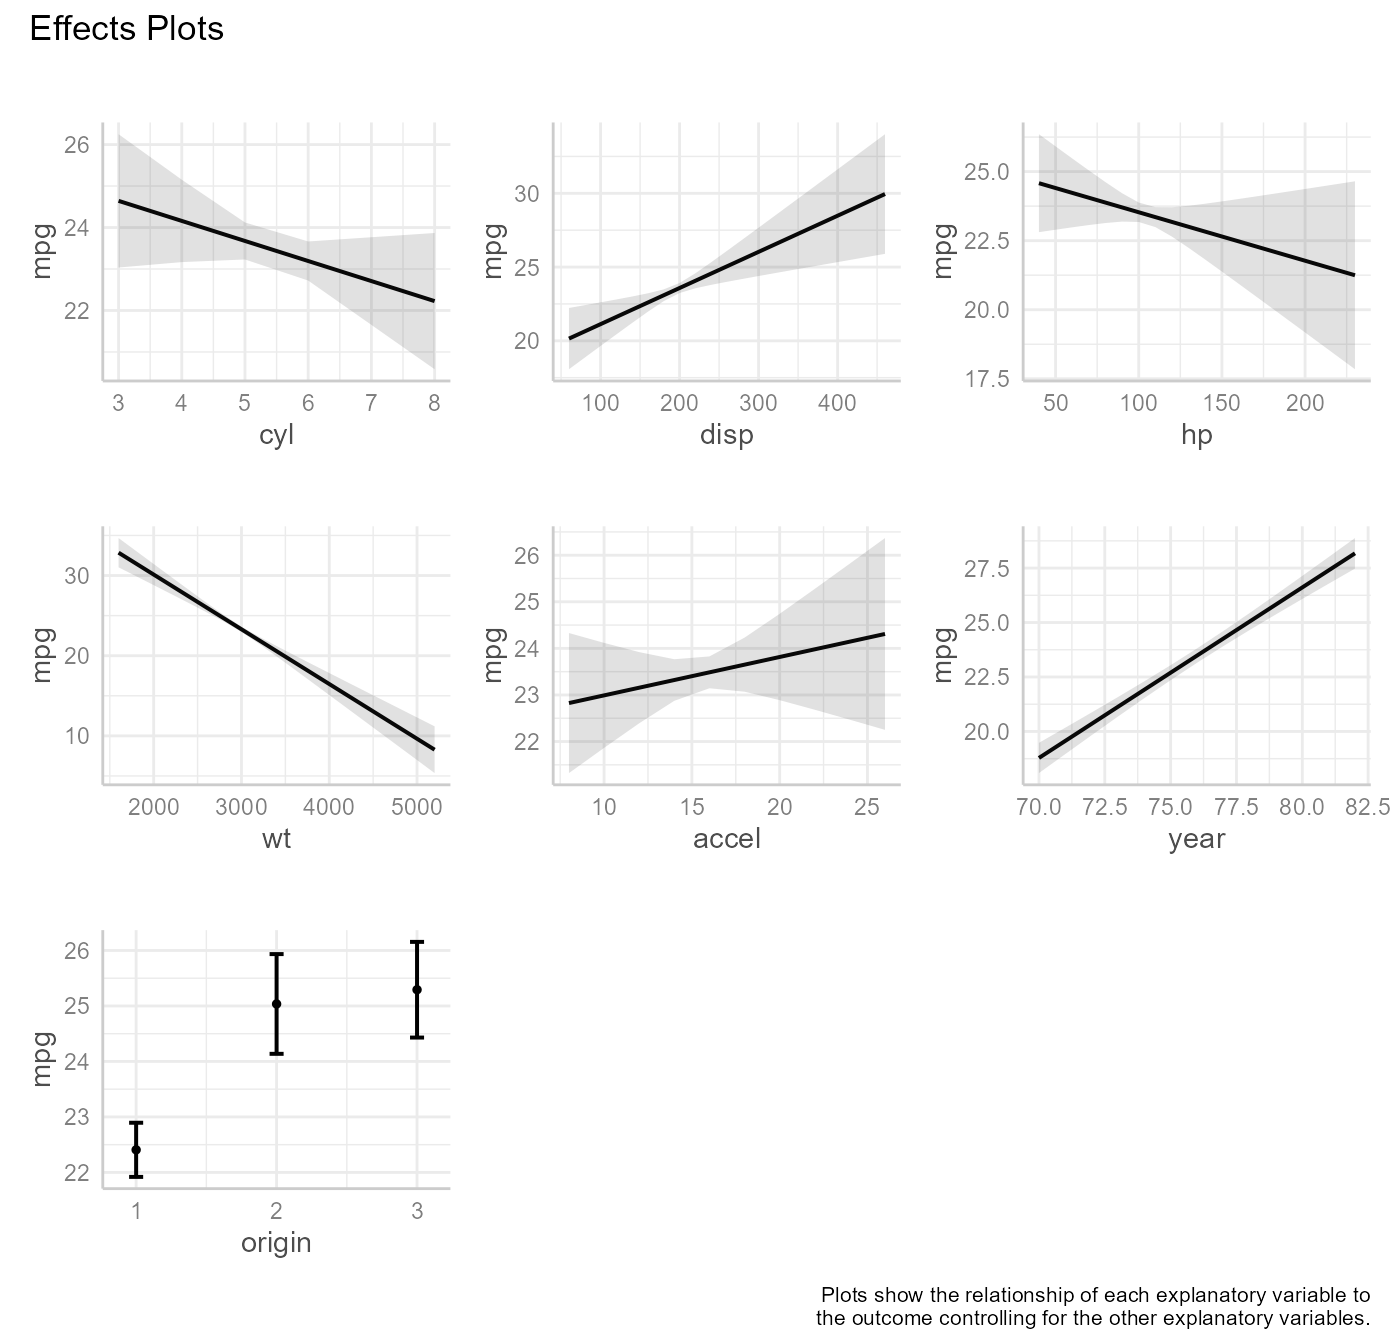 Effects Plots
26
24
22
mpg
3 4 5 6 7 8
cyl
30
25
20
mpg
100 200 300 400
disp
25.0
22.5
20.0
17.5
mpg
50 100 150 200
hp
30
20
10
mpg
2000 3000 4000 5000
wt
26
25
24
23
22
mpg
10 15 20 25
accel
27.5
25.0
22.5
20.0
mpg
70.0 72.5 75.0 77.5 80.0 82.5
year
26
25
24
23
22
mpg
1 2 3
origin
Plots show the relationship of each explanatory variable to
the outcome controlling for the other explanatory variables.